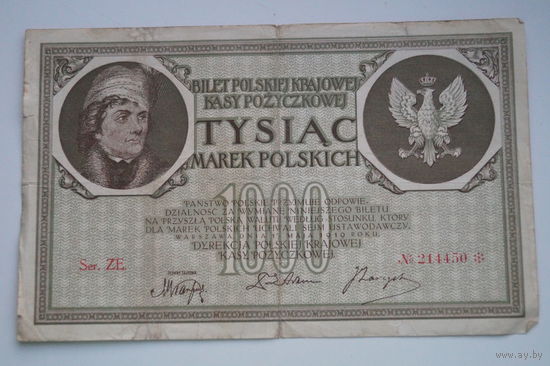 BILET POLSKIEJ KRAJOWEJ
KASY POŻYCZKOWEJ
TYSIĄC
MAREK POLSKICH
1000
PAŃSTWO POLSKIE PRZYJMUJE ODPOWIE-
DZIALNOŚĆ ZA WYMIANĘ NINIEJSZEGO BILETU
NA PRZYSZŁĄ POLSKĄ WALUTĘ WEDŁUG STOSUNKU, KTÓRY
DLA MAREK POLSKICH UCHWALI SEJM USTAWODAWCZY.
WARSZAWA, DNIA 17 MAJA 1919 ROKU.
DYREKCJA POLSKIEJ KRAJOWEJ
KASY POŻYCZKOWEJ.
Ser. ZE.
№ 214450 *
ay.by